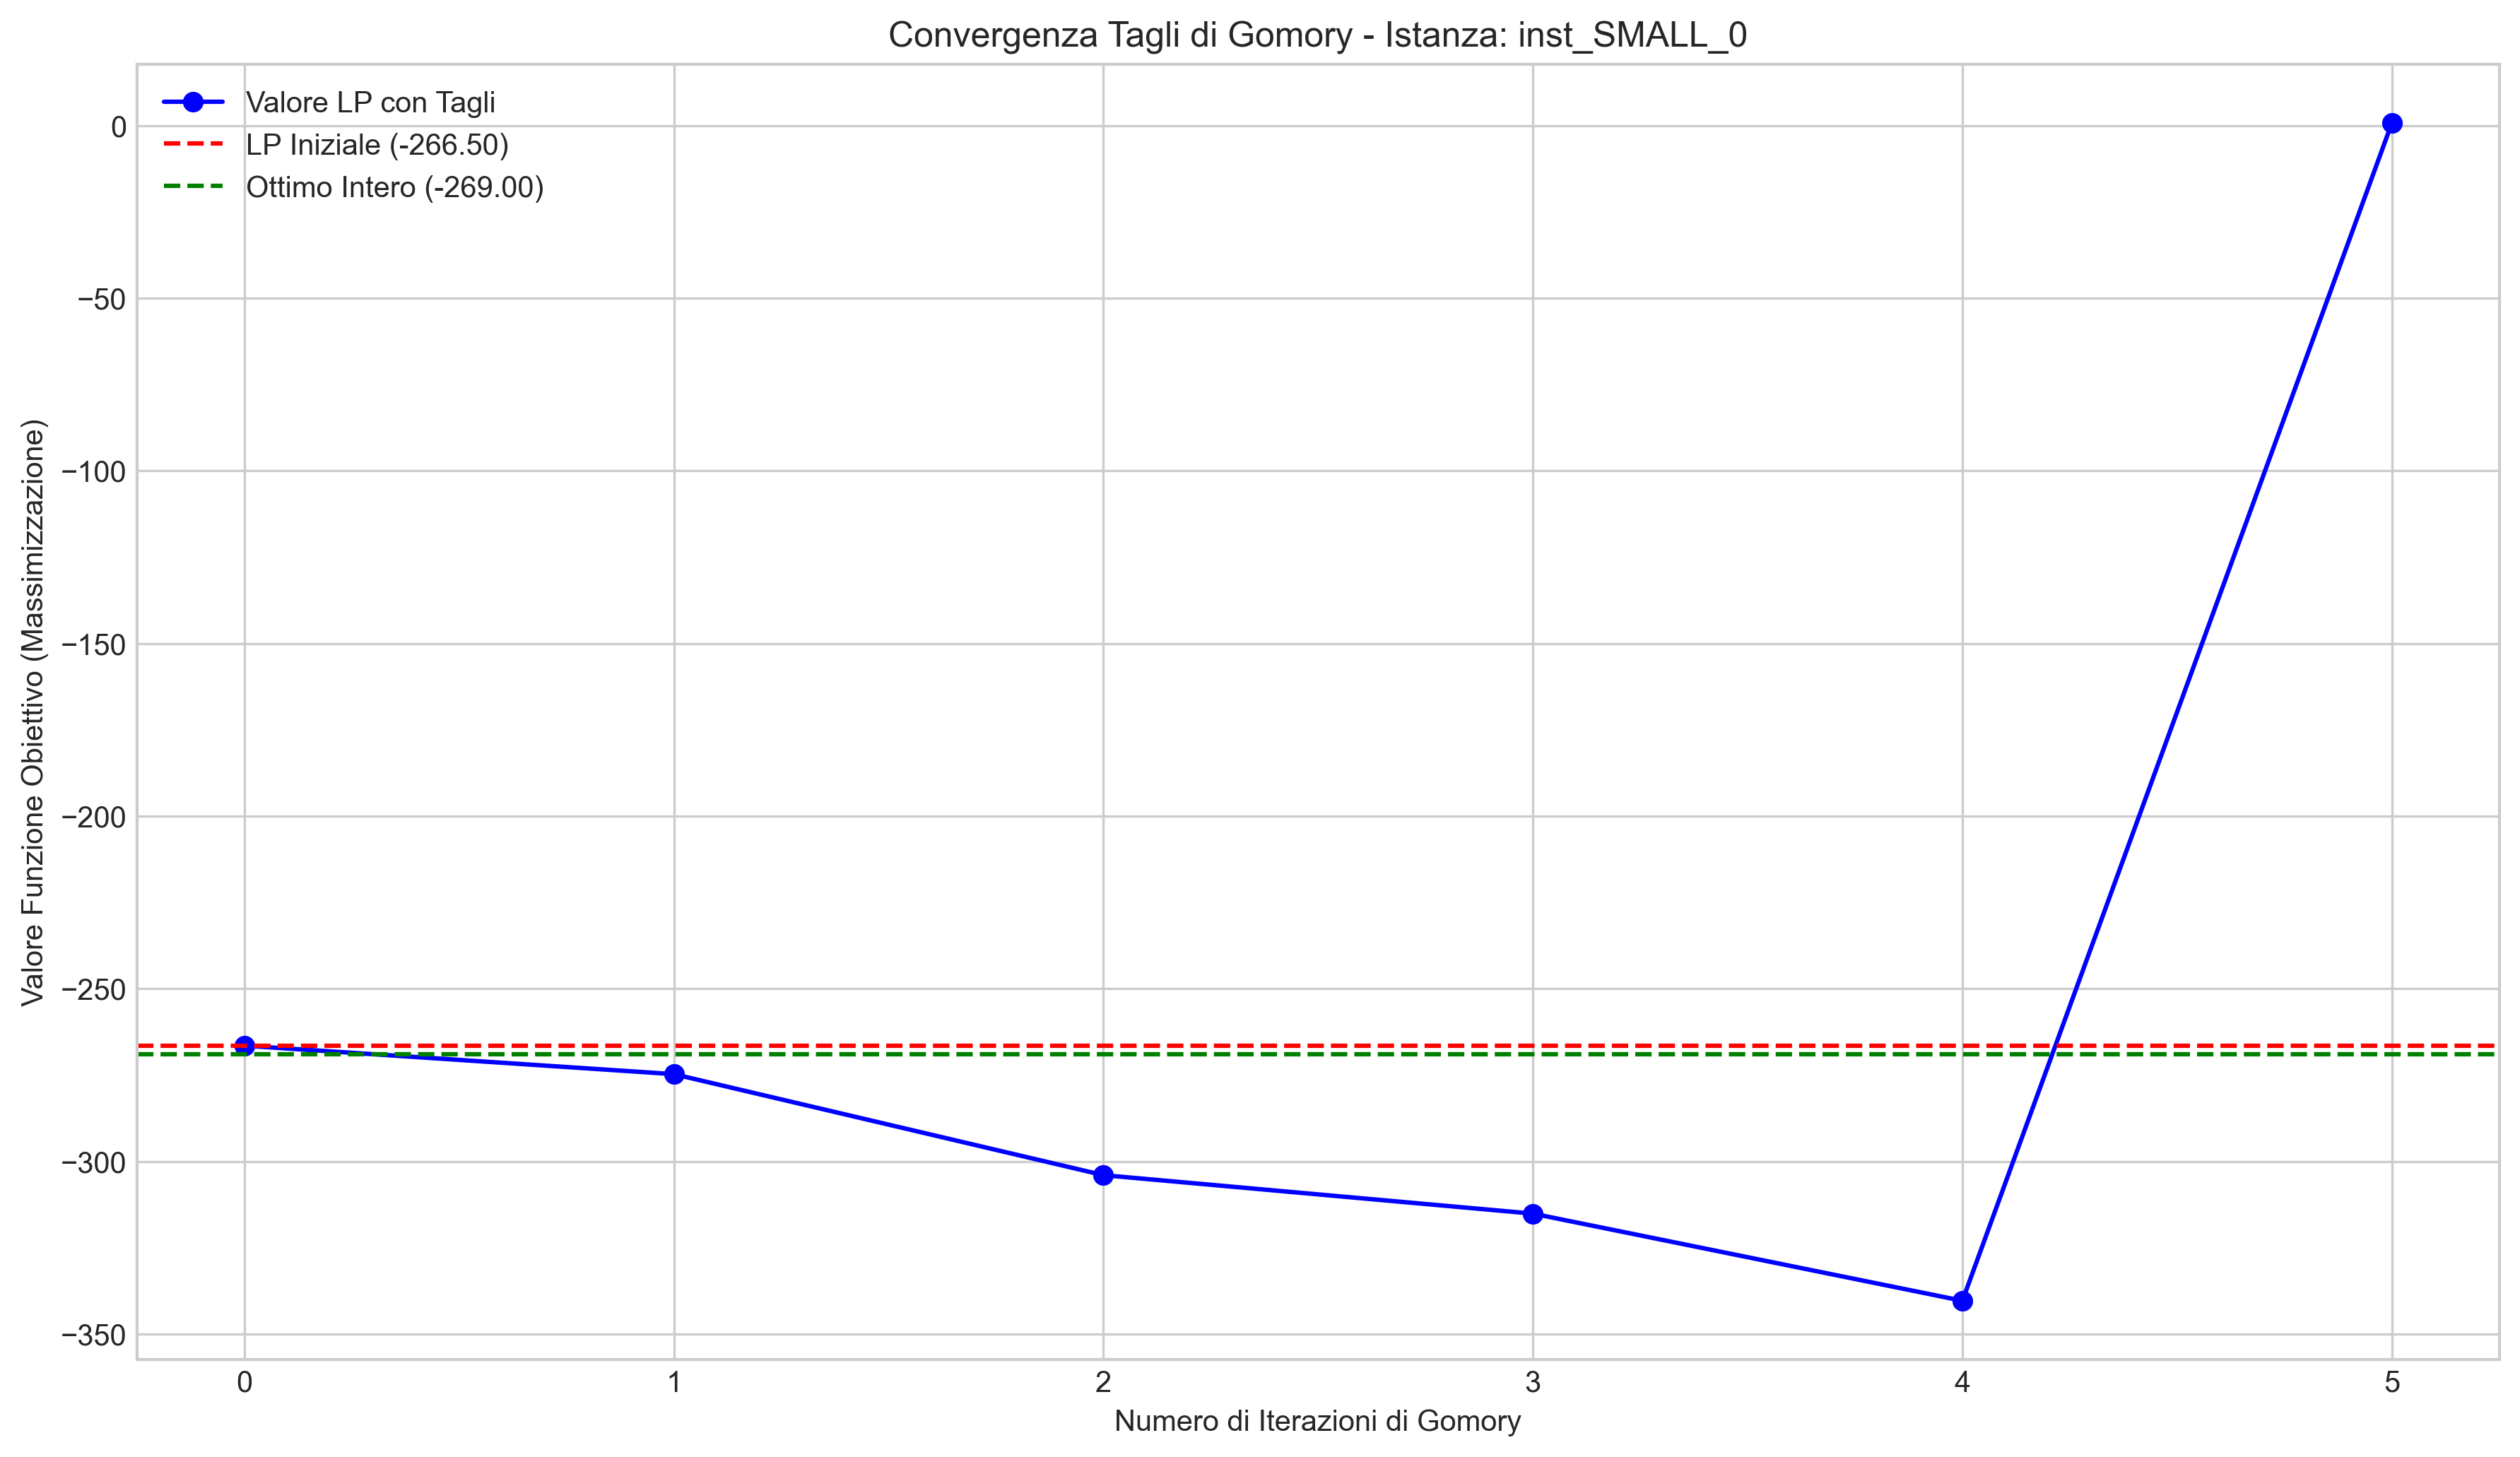 Convergenza Tagli di Gomory - Istanza: inst_SMALL_0
Valore LP con Tagli
LP Iniziale (-266.50)
Ottimo Intero (-269.00)
Valore Funzione Obiettivo (Massimizzazione)
0
−50
−100
−150
−200
−250
−300
−350
0 1 2 3 4 5
Numero di Iterazioni di Gomory